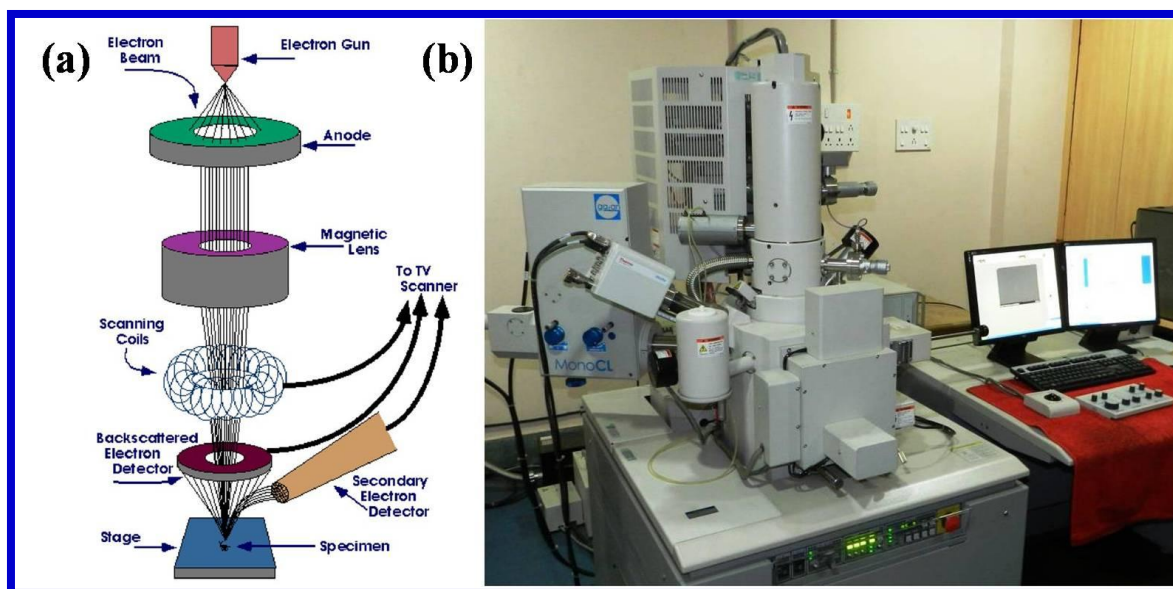 (a)
Electron
Beam
Electron Gun
(b)
Anode
Magnetic
Lens
To TV
Scanner
Scanning
Coils
Backscattered
Electron
Detector
Secondary
Electron
Detector
Stage
Specimen
gatan
MonoCL